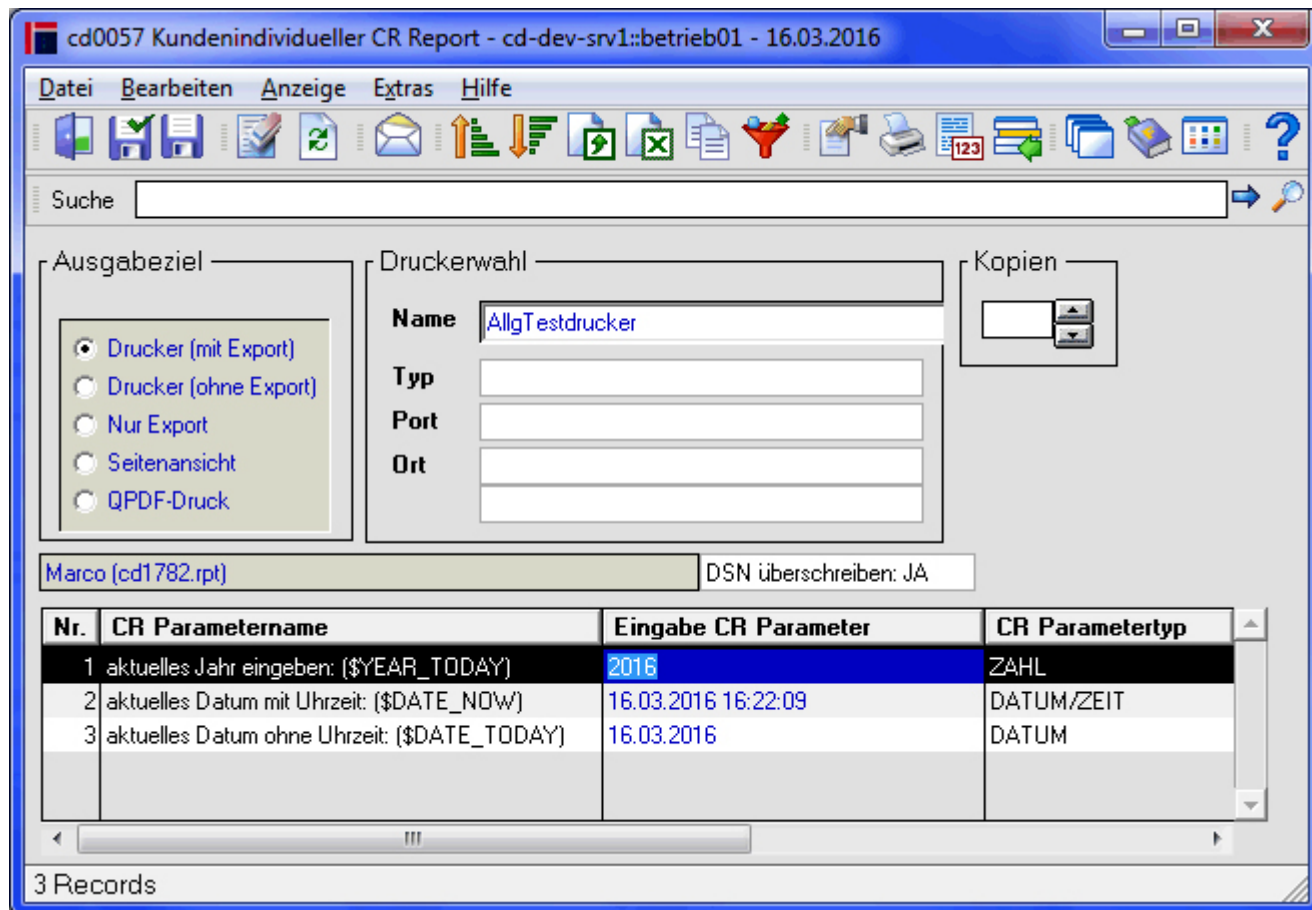 cd0057 Kundenindividueller CR Report - cd-dev-srv1::betrieb01 - 16.03.2016
Datei Bearbeiten Anzeige Extras Hilfe
123
Suche
Ausgabeziel Druckerwahl Kopien
Name AllgTestdrucker
Drucker (mit Export)
Typ
Drucker (ohne Export)
Port
Nur Export
Ort
Seitenansicht
QPDF-Druck
Marco (cd1782.rpt) DSN überschreiben: JA
Nr. CR Parametername Eingabe CR Parameter CR Parametertyp
1 aktuelles Jahr eingeben: ($YEAR_TODAY) 2016 ZAHL
2 aktuelles Datum mit Uhrzeit: ($DATE_NOW) 16.03.2016 16:22:09 DATUM/ZEIT
3 aktuelles Datum ohne Uhrzeit: ($DATE_TODAY) 16.03.2016 DATUM
3 Records